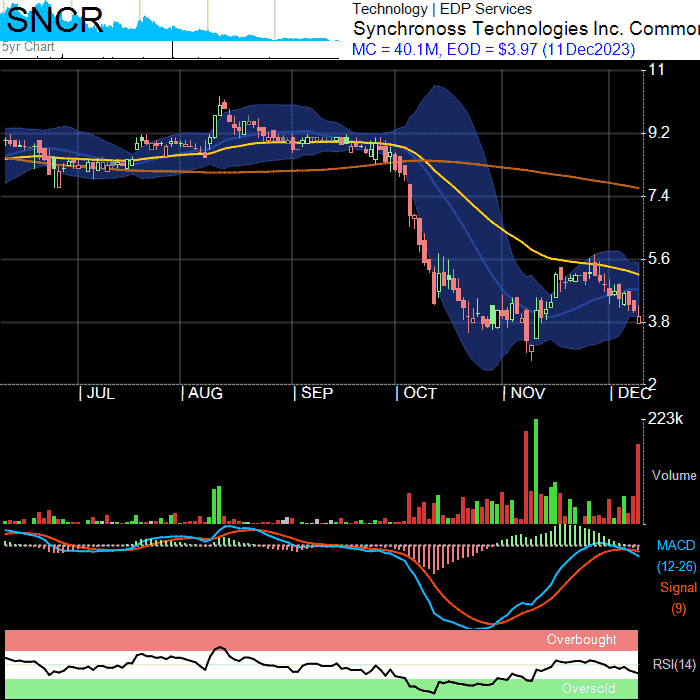 SNCR
5yr Chart
Technology | EDP Services
Synchronoss Technologies Inc. Common
MC = 40.1M, EOD = $3.97 (11Dec2023)
11
9.2
7.4
5.6
3.8
2
JUL
AUG
SEP
OCT
NOV
DEC
223k
Volume
MACD
(12-26)
Signal
(9)
Overbought
RSI(14)
Oversold